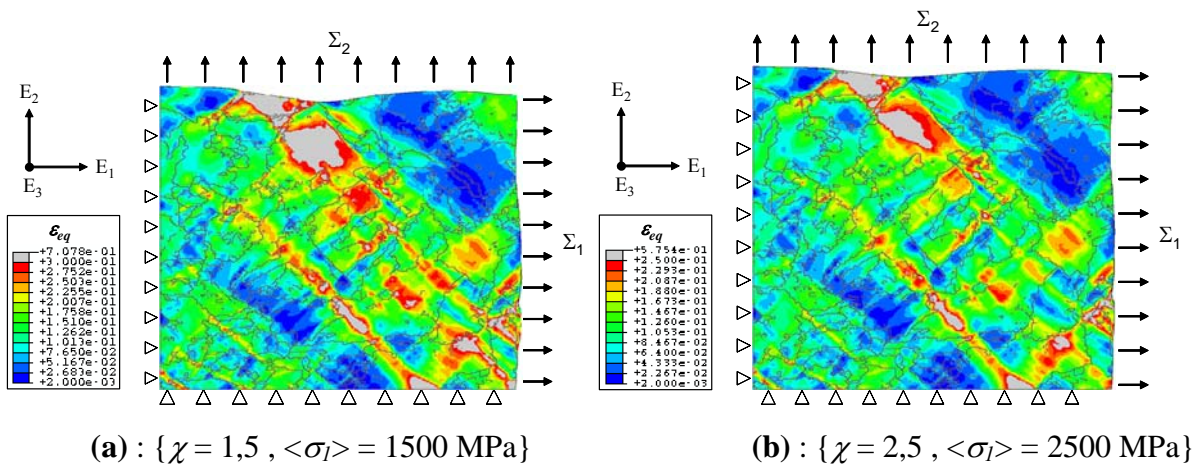 Σ2
E2
E1
E3
Σ1
εeq
+7.078e-01
+3.000e-01
+2.752e-01
+2.503e-01
+2.255e-01
+2.007e-01
+1.758e-01
+1.510e-01
+1.262e-01
+1.013e-01
+7.650e-02
+5.167e-02
+2.683e-02
+2.000e-03
(a) : {χ = 1,5 , <σI> = 1500 MPa}
Σ2
E2
E1
E3
Σ1
εeq
+5.754e-01
+2.500e-01
+2.293e-01
+2.087e-01
+1.880e-01
+1.673e-01
+1.467e-01
+1.260e-01
+1.053e-01
+8.467e-02
+6.400e-02
+4.333e-02
+2.267e-02
+2.000e-03
(b) : {χ = 2,5 , <σI> = 2500 MPa}